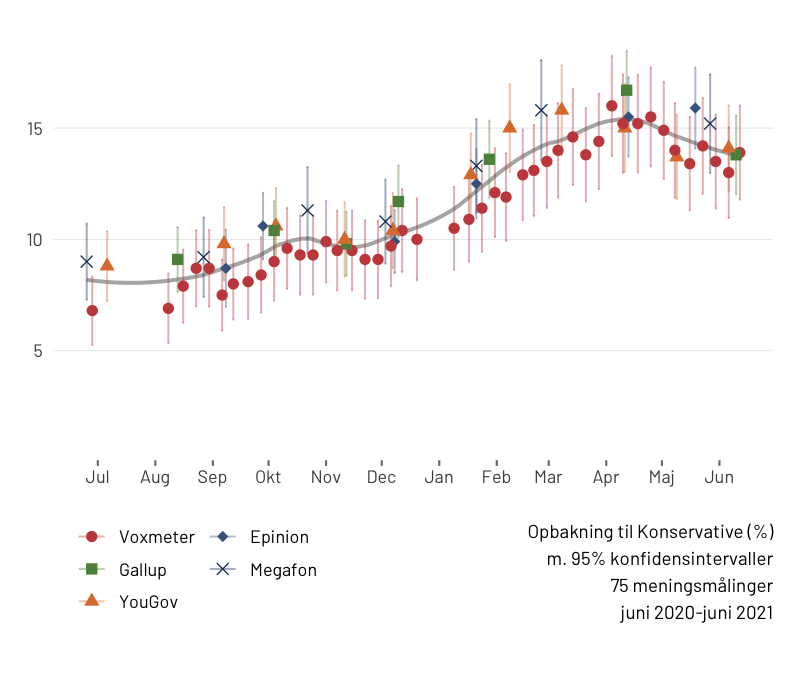 15
10
5
Jul Aug Sep Okt Nov Dec Jan Feb Mar Apr Maj Jun
Voxmeter Epinion
Gallup Megafon
YouGov
Opbakning til Konservative (%)
m. 95% konfidensintervaller
75 meningsmålinger
juni 2020-juni 2021